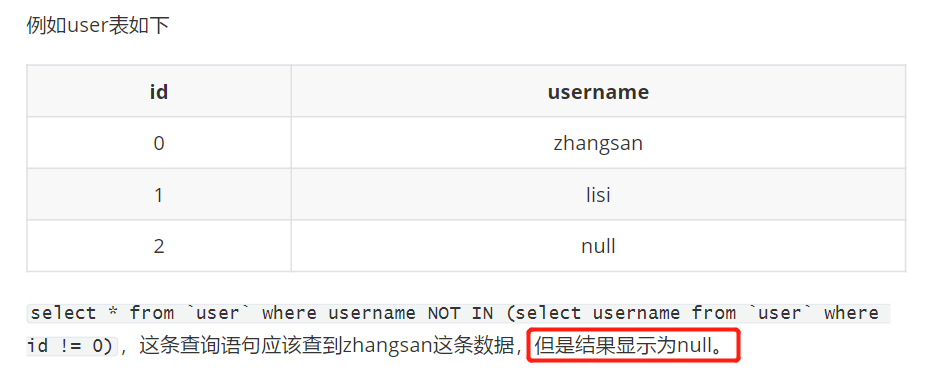 例如user表如下
id username
0 zhangsan
1 lisi
2 null
select * from `user` where username NOT IN (select username from `user` where
id != 0)，这条查询语句应该查到zhangsan这条数据，但是结果显示为null。